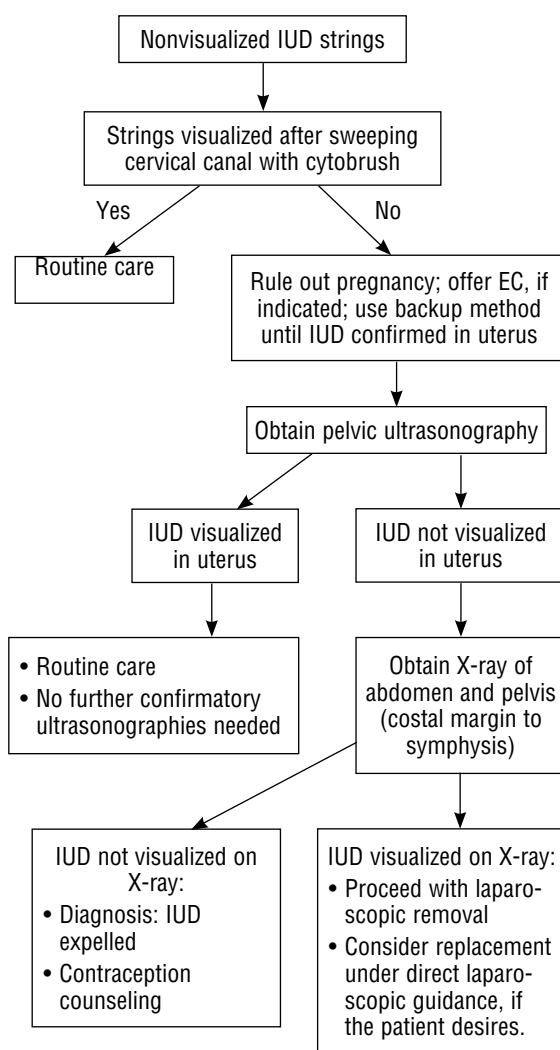 Nonvisualized IUD strings
Strings visualized after sweeping
cervical canal with cytobrush
Yes
No
Routine care
Rule out pregnancy; offer EC, if
indicated; use backup method
until IUD confirmed in uterus
Obtain pelvic ultrasonography
IUD visualized
in uterus
IUD not visualized
in uterus
• Routine care
• No further confirmatory
ultrasonographies needed
Obtain X-ray of
abdomen and pelvis
(costal margin to
symphysis)
IUD not visualized on
X-ray:
• Diagnosis: IUD
expelled
• Contraception
counseling
IUD visualized on X-ray:
• Proceed with laparo-
scopic removal
• Consider replacement
under direct laparo-
scopic guidance, if
the patient desires.